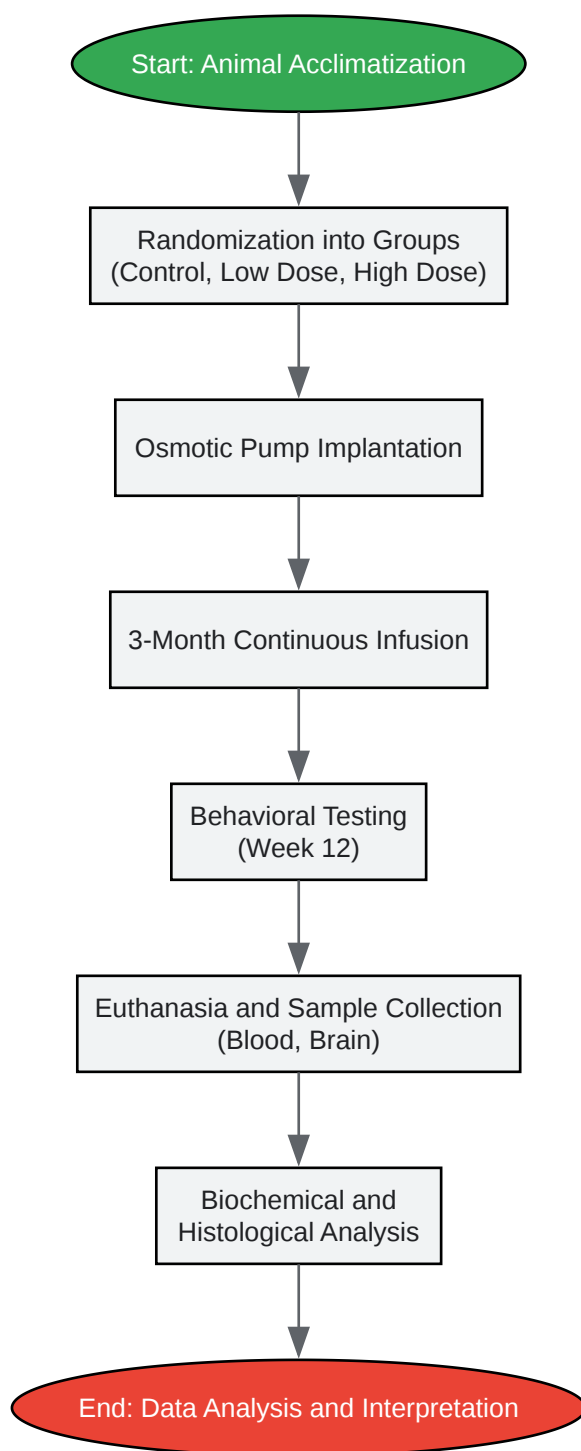 Start: Animal Acclimatization
Randomization into Groups
(Control, Low Dose, High Dose)
Osmotic Pump Implantation
3-Month Continuous Infusion
Behavioral Testing
(Week 12)
Euthanasia and Sample Collection
(Blood, Brain)
Biochemical and
Histological Analysis
End: Data Analysis and Interpretation